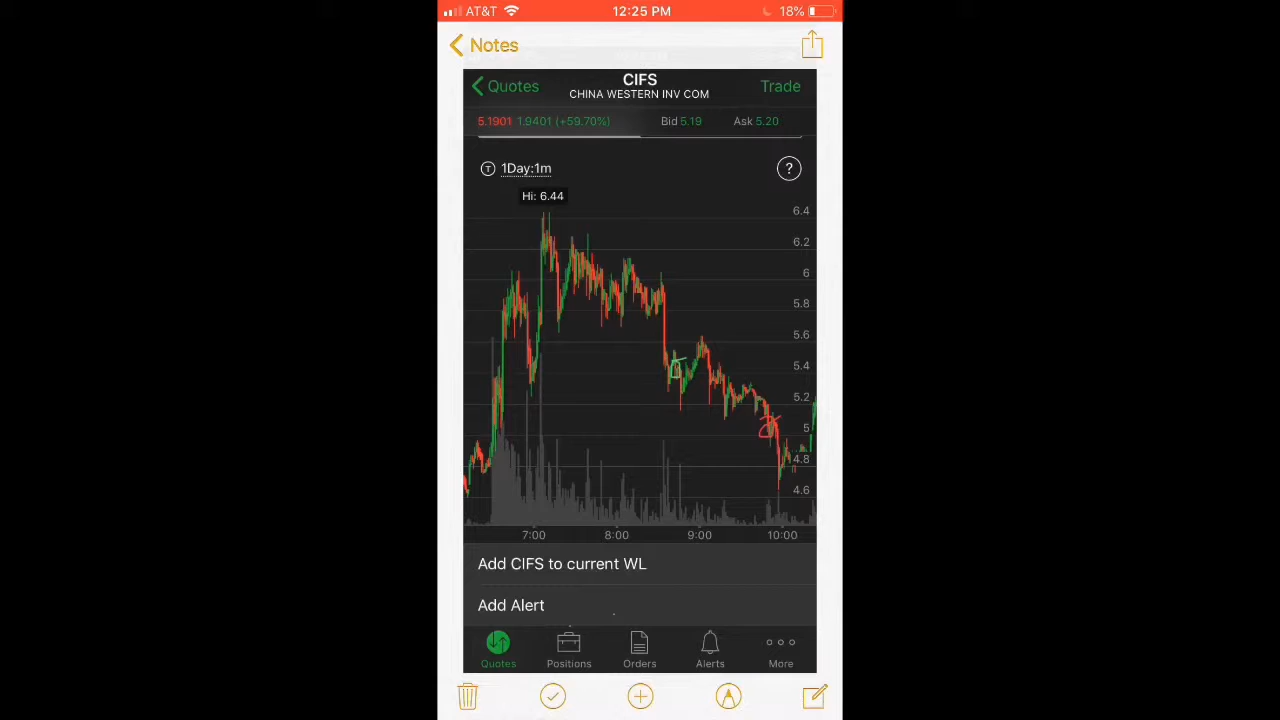 AT&T 12:25 PM 18%
Notes
Quotes CIFS Trade
CHINA WESTERN INV COM
5.1901 1.9401 (+59.70%) Bid 5.19 Ask 5.20
T 1Day:1m ?
Hi: 6.44
6.4
6.2
6
5.8
5.6
5.4
5.2
5
4.8
4.6
7:00 8:00 9:00 10:00
Add CIFS to current WL
Add Alert
Quotes Positions Orders Alerts More